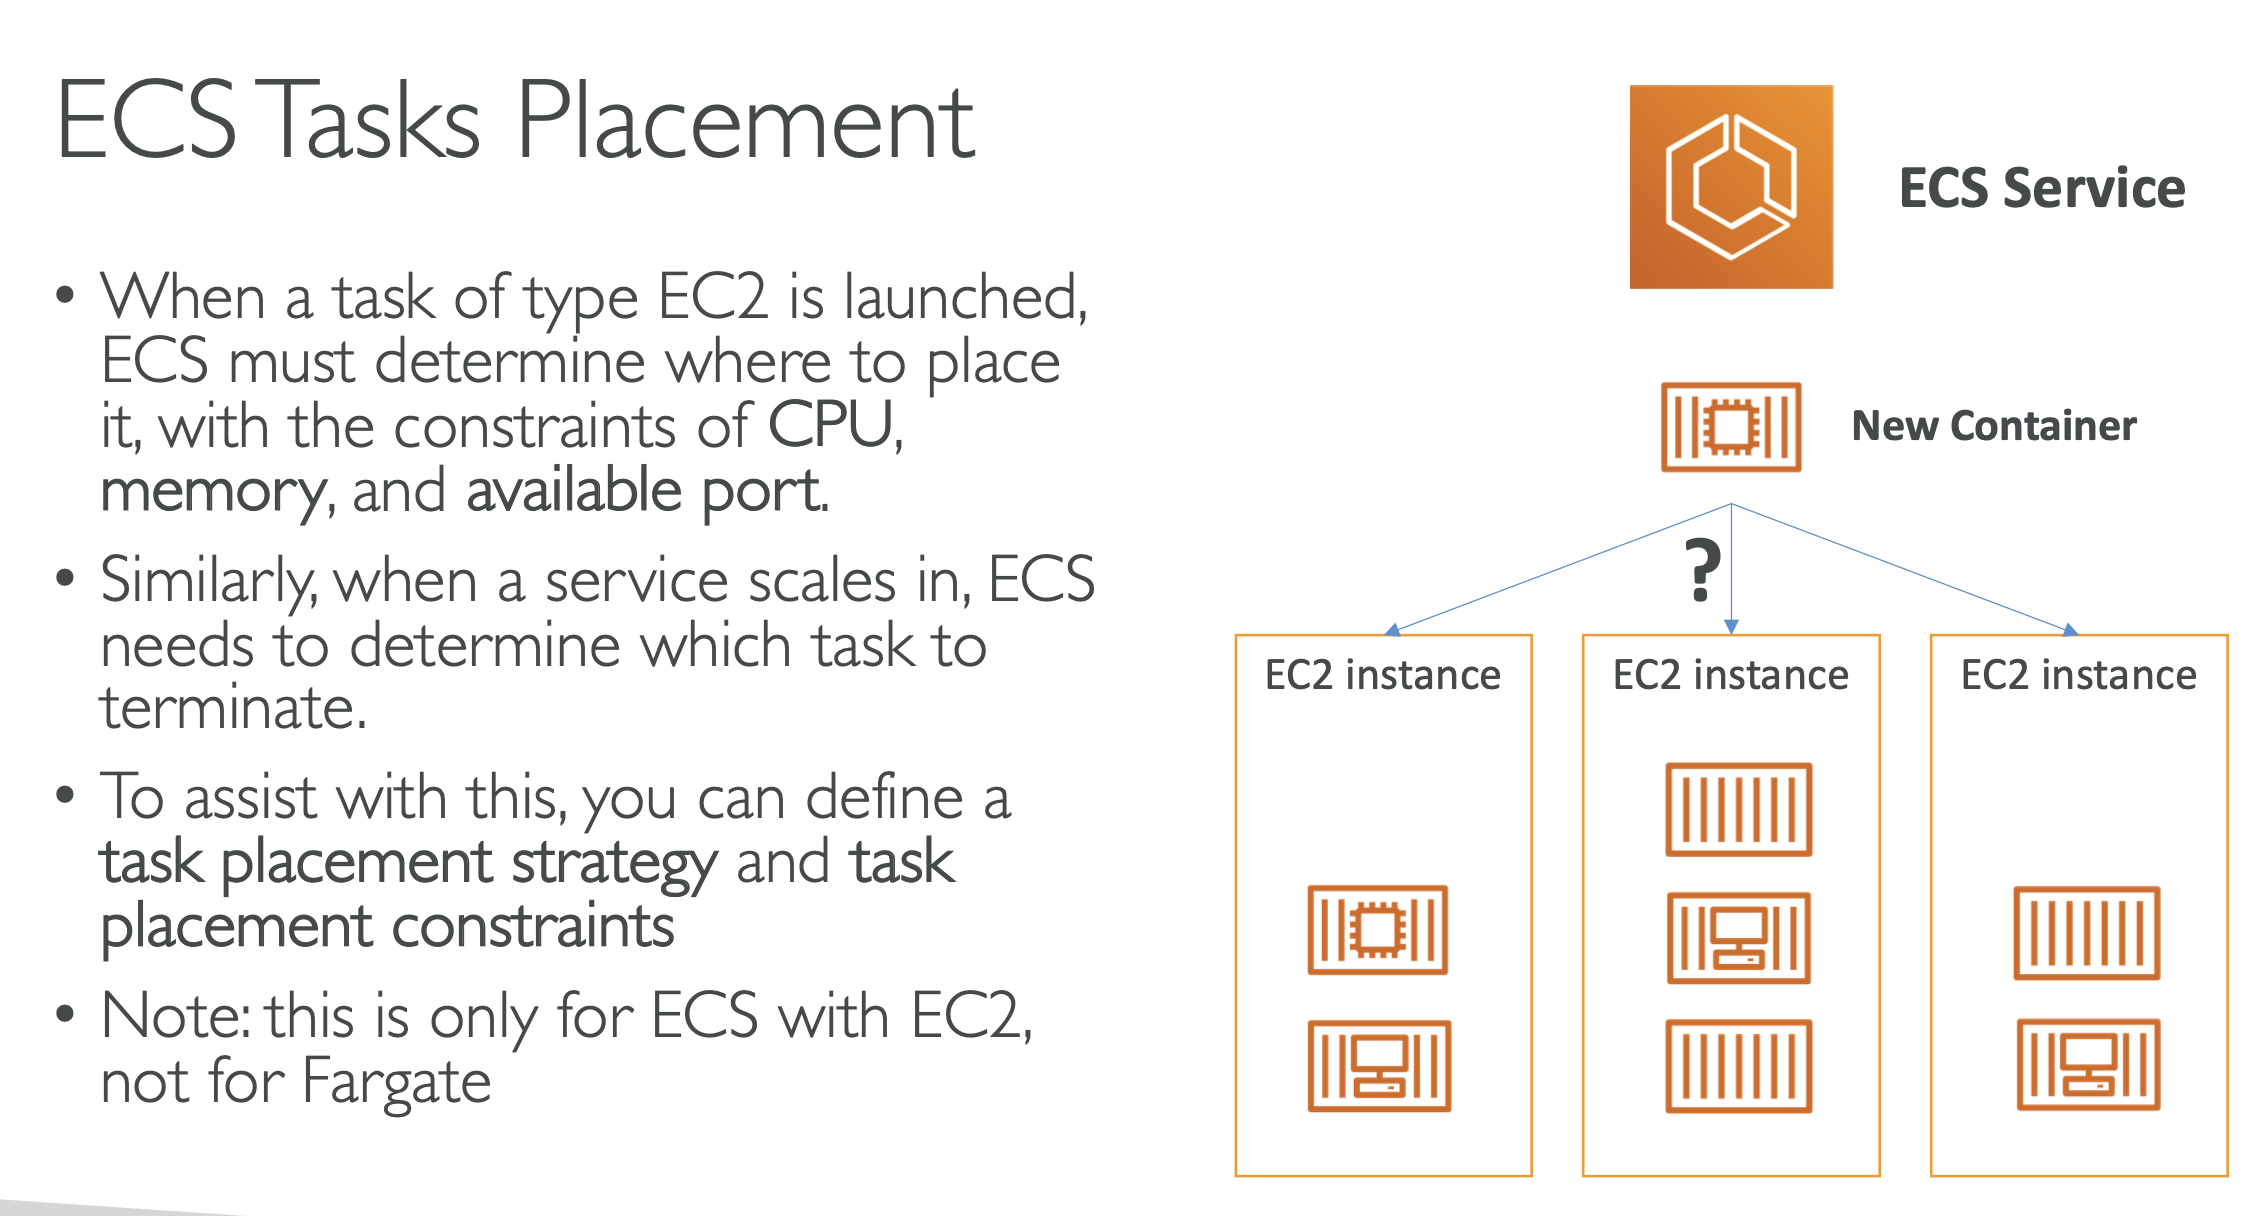 ECS Tasks Placement
• When a task of type EC2 is launched,
ECS must determine where to place
it, with the constraints of CPU,
memory, and available port.
• Similarly, when a service scales in, ECS
needs to determine which task to
terminate.
• To assist with this, you can define a
task placement strategy and task
placement constraints
• Note: this is only for ECS with EC2,
not for Fargate
ECS Service
New Container
?
EC2 instance
EC2 instance
EC2 instance